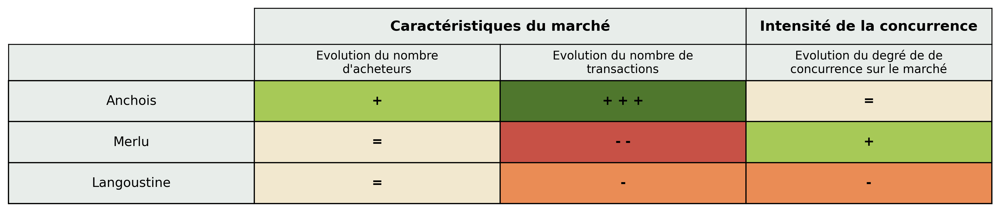 Caractéristiques du marché
Intensité de la concurrence
Evolution du nombre
d'acheteurs
Evolution du nombre de
transactions
Evolution du degré de de
concurrence sur le marché
Anchois
+
+ + +
=
Merlu
=
- -
+
Langoustine
=
-
-